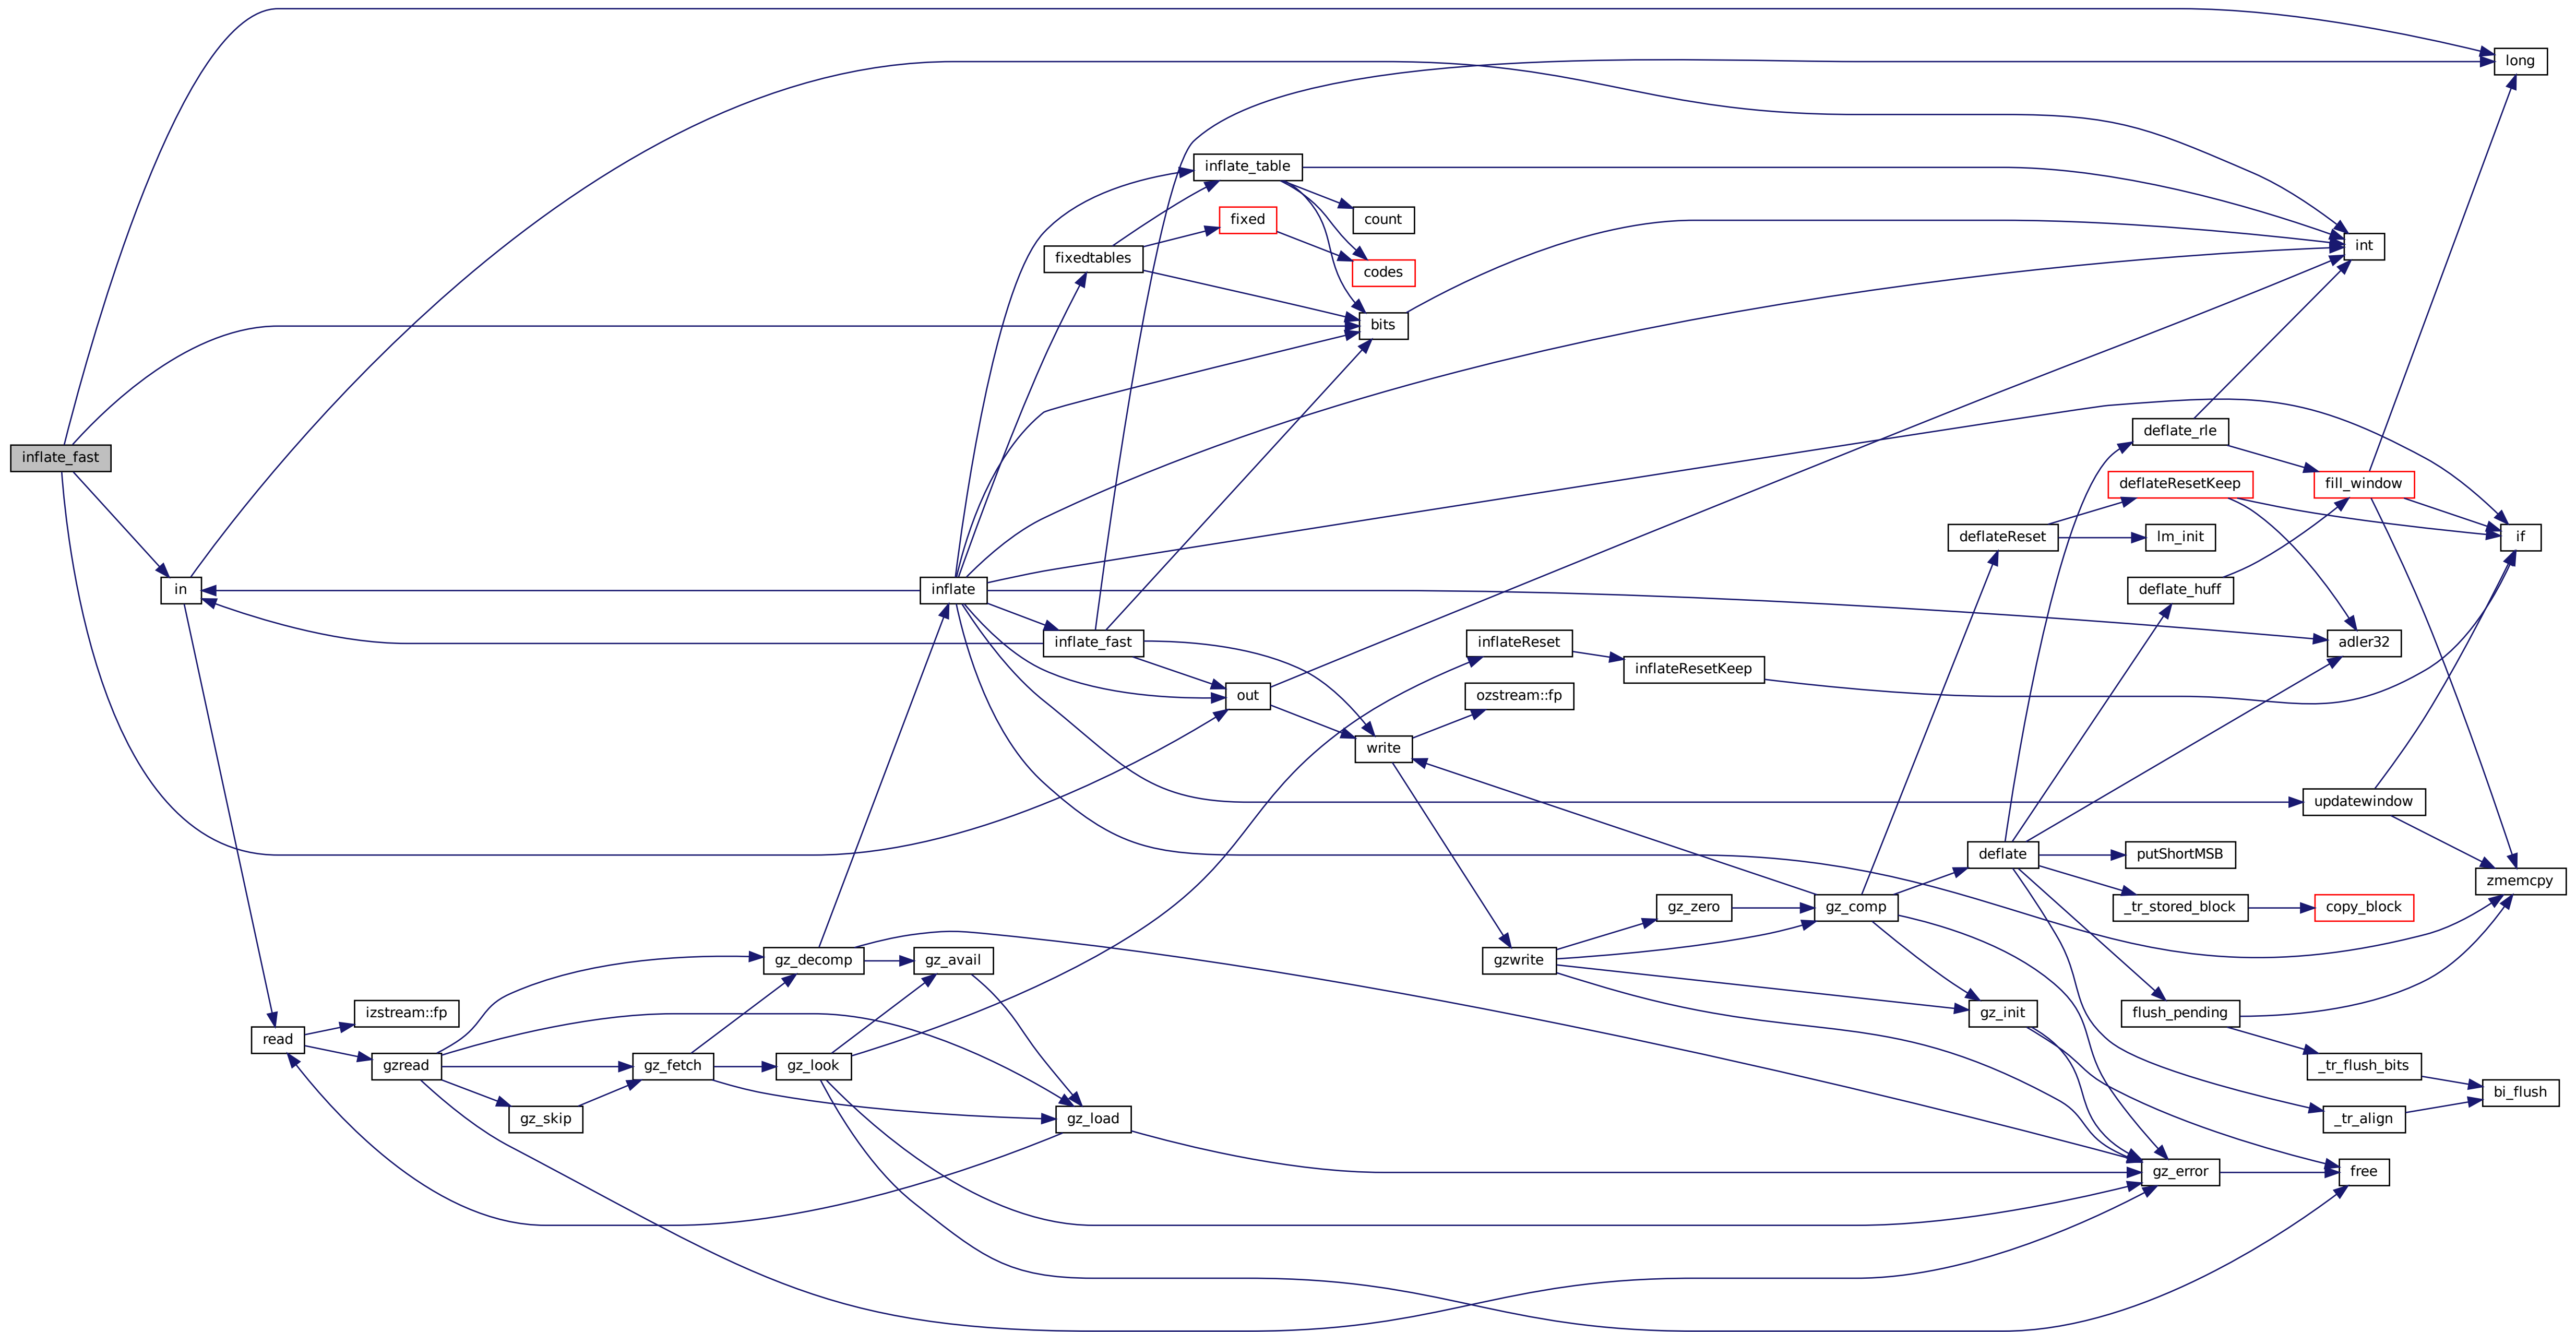 long
inflate_table
count
fixed
int
fixedtables
codes
bits
deflate_rle
inflate_fast
deflateResetKeep
fill_window
deflateReset
lm_init
if
in
inflate
deflate_huff
inflate_fast
inflateReset
adler32
inflateResetKeep
out
ozstream::fp
write
updatewindow
deflate
putShortMSB
zmemcpy
gz_zero
gz_comp
_tr_stored_block
copy_block
gz_decomp
gz_avail
gzwrite
izstream::fp
gz_init
flush_pending
read
gzread
gz_fetch
gz_look
_tr_flush_bits
bi_flush
gz_skip
gz_load
_tr_align
gz_error
free